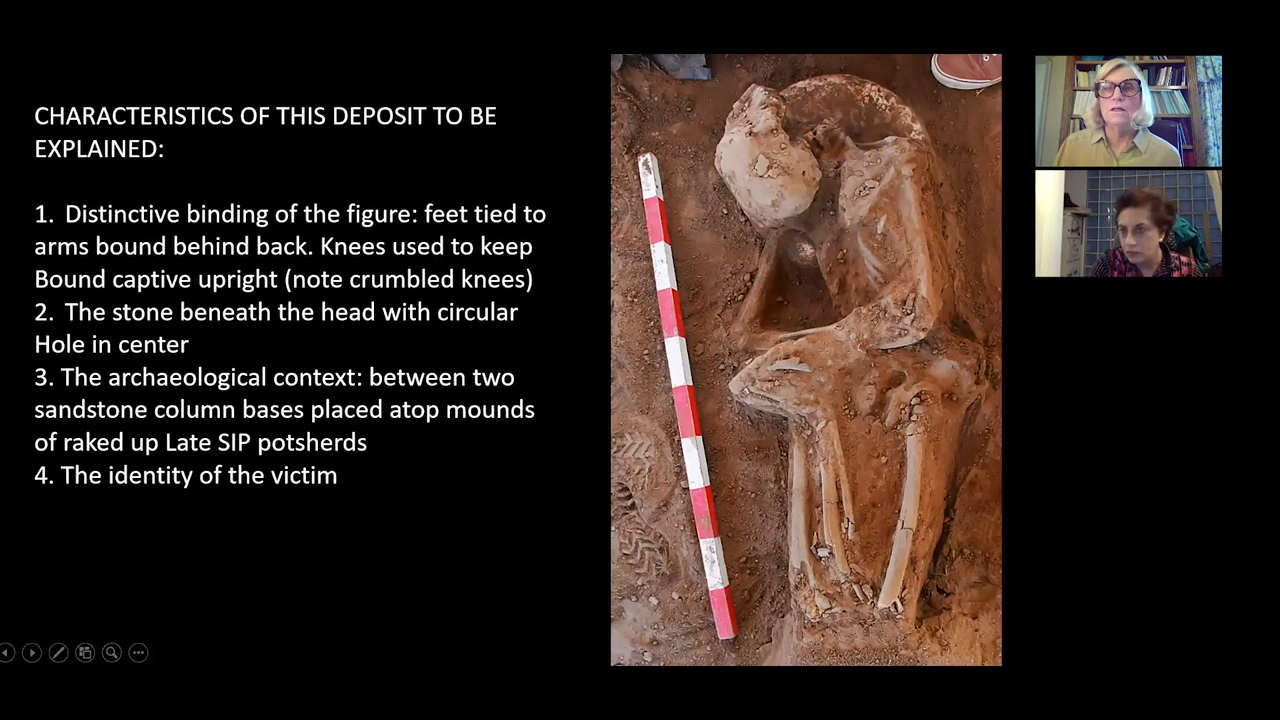 CHARACTERISTICS OF THIS DEPOSIT TO BE
EXPLAINED:
1. Distinctive binding of the figure: feet tied to
arms bound behind back. Knees used to keep
Bound captive upright (note crumbled knees)
2. The stone beneath the head with circular
Hole in center
3. The archaeological context: between two
sandstone column bases placed atop mounds
of raked up Late SIP potsherds
4. The identity of the victim